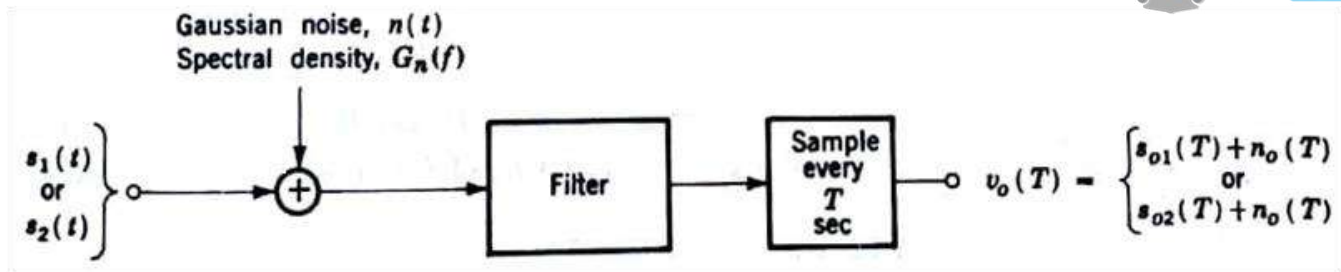 Gaussian noise, n(t)
Spectral density, Gₙ(f)
s₁(t)
or
s₂(t)
+
Filter
Sample
every
T
sec
vₒ(T) = { sₒ₁(T) + nₒ(T)
or
sₒ₂(T) + nₒ(T)